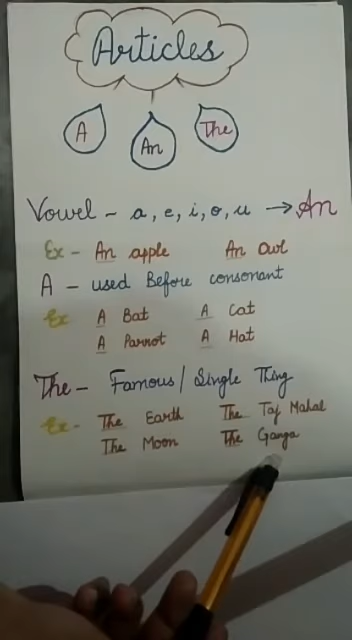 Articles
A An The
Vowel - a, e, i, o, u → An
Ex - An apple An Owl
A - used Before consonant
Ex A Bat A Cat
A Parrot A Hat
The - Famous / Single Thing
Ex - The Earth The Taj Mahal
The Moon The Ganga